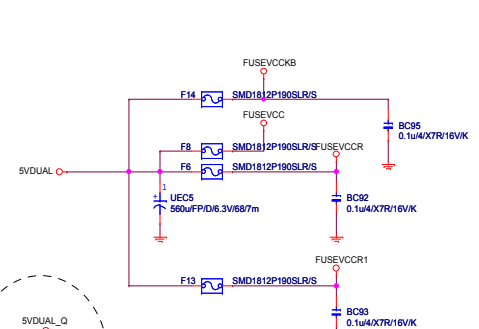 FUSEVCCKB
F14 SMD1812P190SLR/S
FUSEVCC
BC95
0.1u/4/X7R/16V/K
F8 SMD1812P190SLR/S
FUSEVCCR
5VDUAL
F6 SMD1812P190SLR/S
1
+
UEC5
560u/FP/D/6.3V/68/7m
BC92
0.1u/4/X7R/16V/K
FUSEVCCR1
F13 SMD1812P190SLR/S
BC93
0.1u/4/X7R/16V/K
5VDUAL_Q